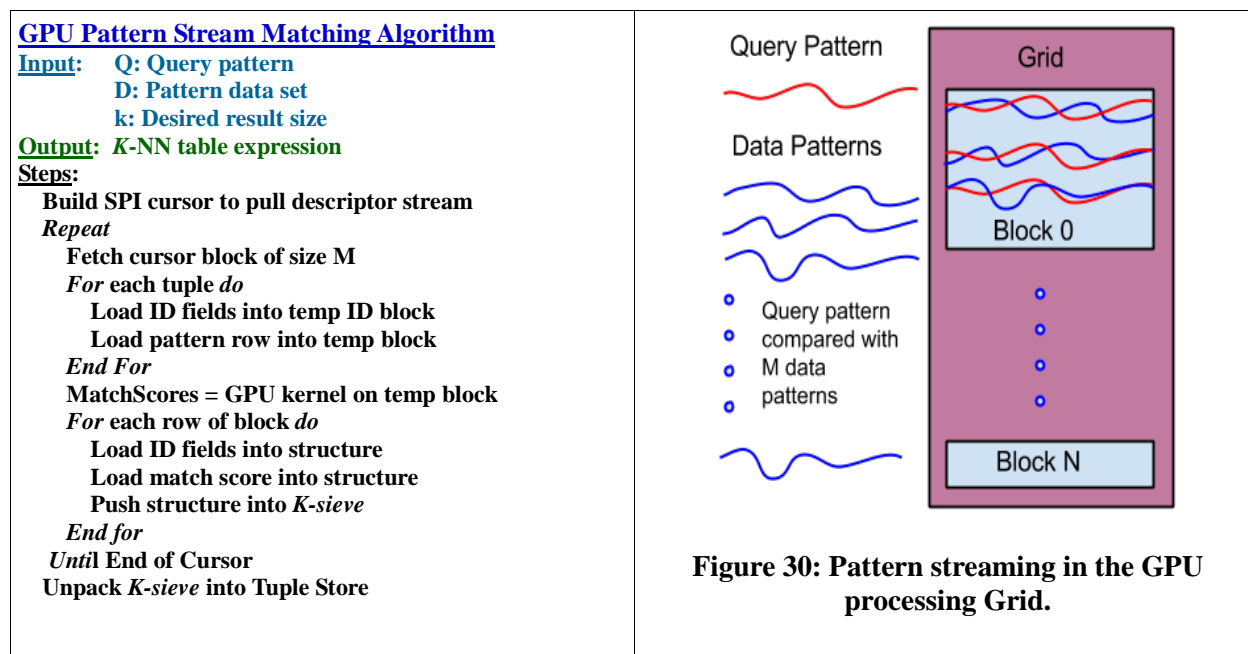 GPU Pattern Stream Matching Algorithm
Input: Q: Query pattern
D: Pattern data set
k: Desired result size
Output: K-NN table expression
Steps:
Build SPI cursor to pull descriptor stream
Repeat
Fetch cursor block of size M
For each tuple do
Load ID fields into temp ID block
Load pattern row into temp block
End For
MatchScores = GPU kernel on temp block
For each row of block do
Load ID fields into structure
Load match score into structure
Push structure into K-sieve
End for
Until End of Cursor
Unpack K-sieve into Tuple Store
Query Pattern
Data Patterns
Query pattern
compared with
M data
patterns
Grid
Block 0
Block N
Figure 30: Pattern streaming in the GPU
processing Grid.